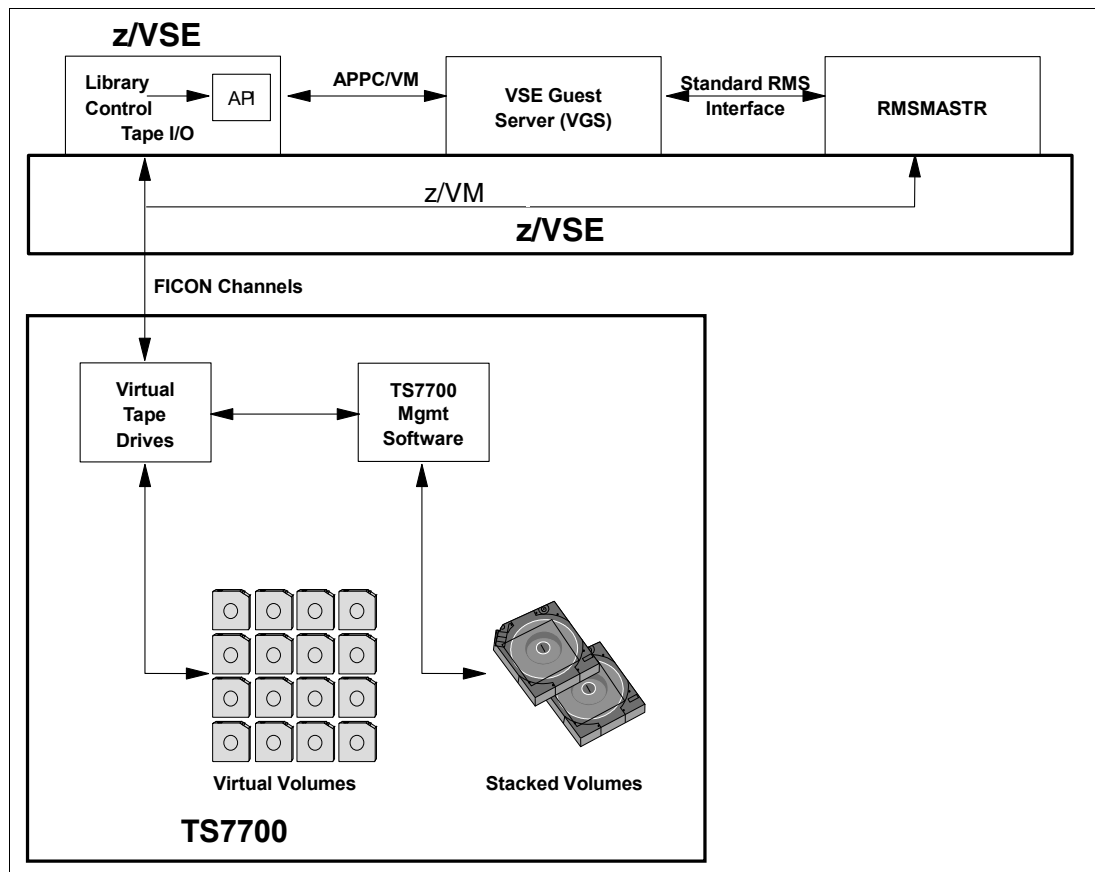 z/VSE
Library
Control
API
Tape I/O
APPC/VM
VSE Guest
Server (VGS)
Standard RMS
Interface
RMSMASTR
z/VM
z/VSE
FICON Channels
Virtual
Tape
Drives
TS7700
Mgmt
Software
Virtual Volumes
Stacked Volumes
TS7700